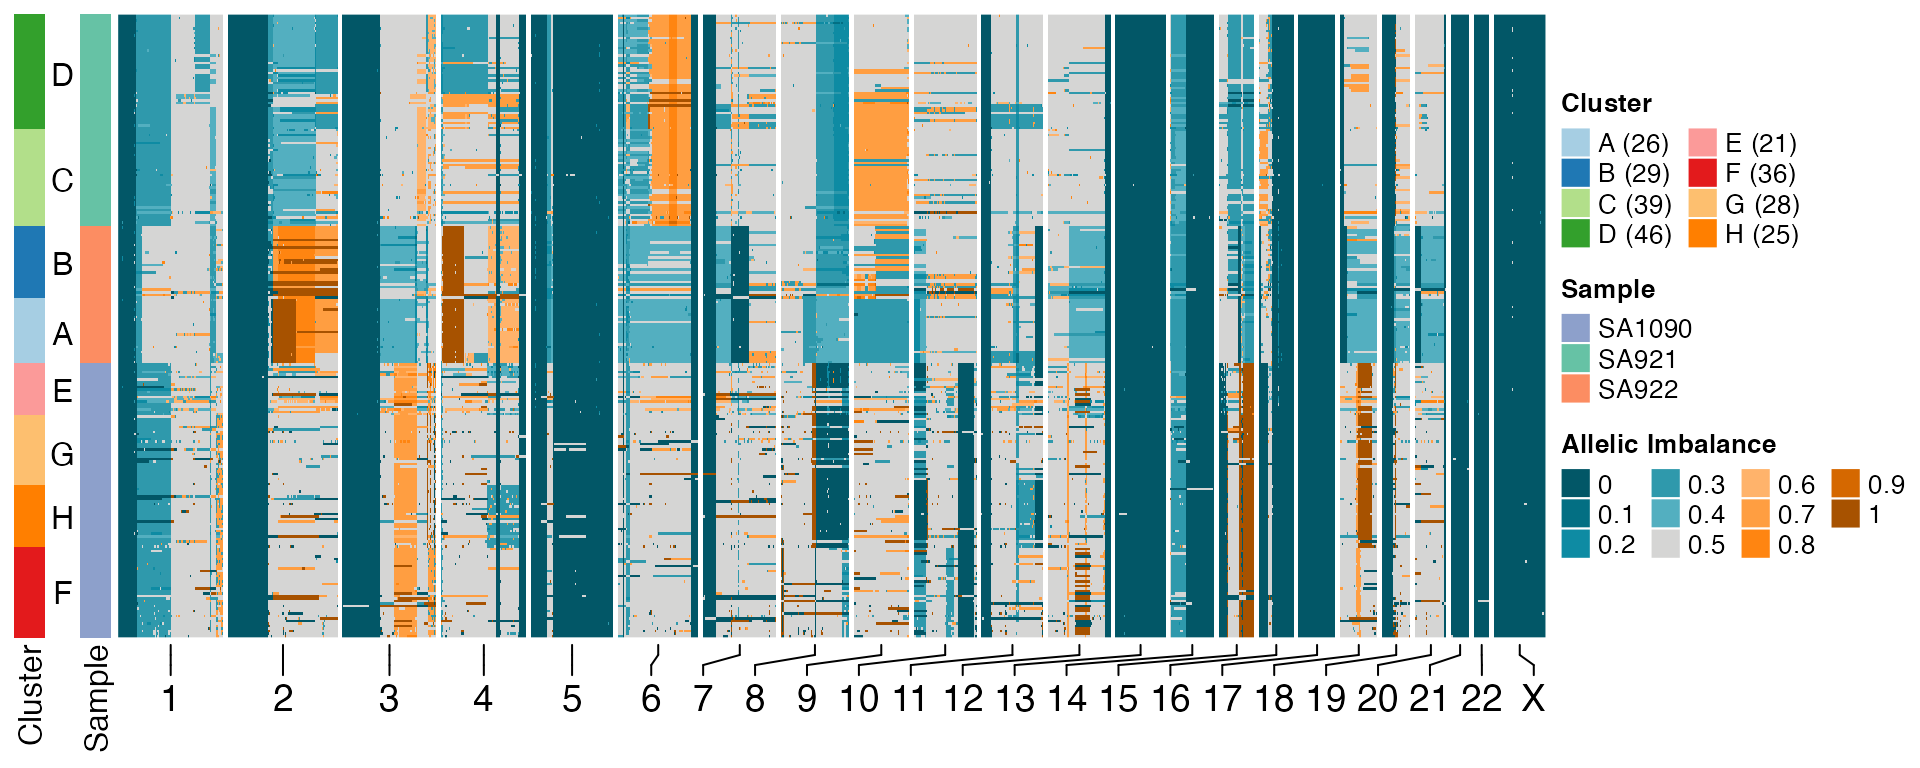 D
C
B
A
E
G
H
F
Cluster
Sample
1 2 3 4 5 6 7 8 9 10 11 12 13 14 15 16 17 18 19 20 21 22 X
Cluster
A (26) E (21)
B (29) F (36)
C (39) G (28)
D (46) H (25)
Sample
SA1090
SA921
SA922
Allelic Imbalance
0 0.3 0.6 0.9
0.1 0.4 0.7 1
0.2 0.5 0.8